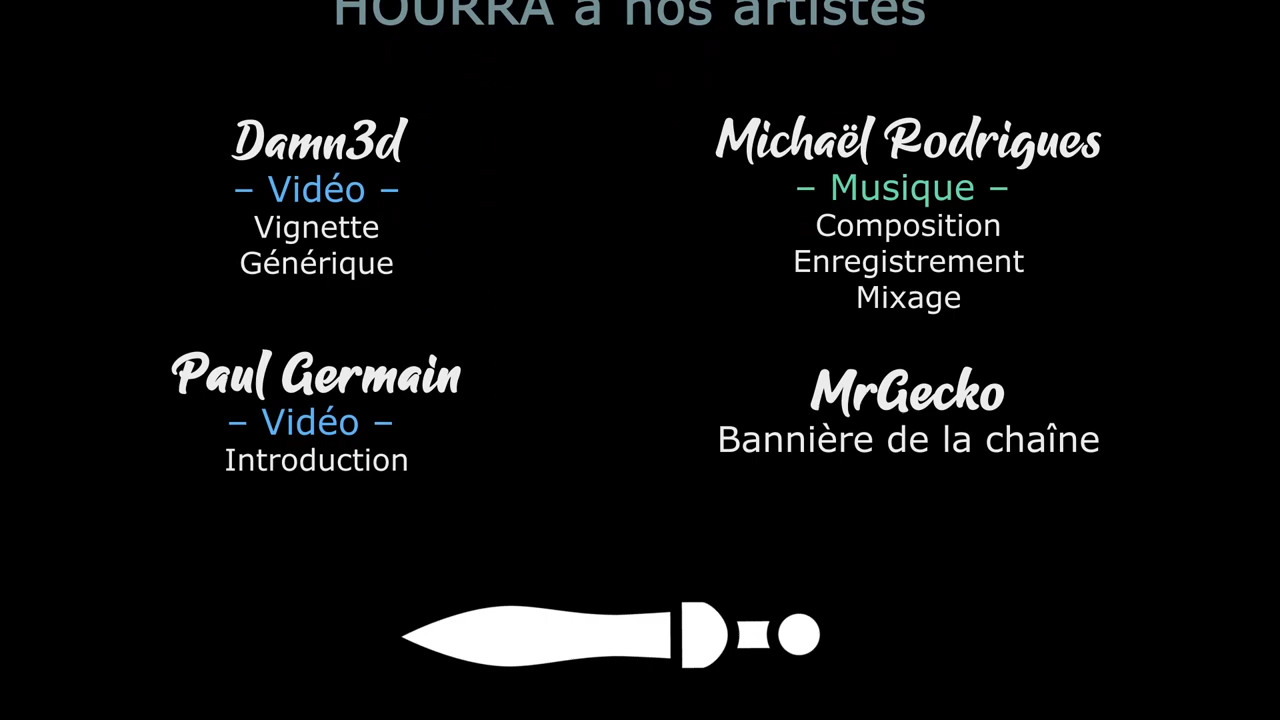 HOURRA à nos artistes
Damn3d
– Vidéo –
Vignette
Générique
Michaël Rodrigues
– Musique –
Composition
Enregistrement
Mixage
Paul Germain
– Vidéo –
Introduction
MrGecko
Bannière de la chaîne